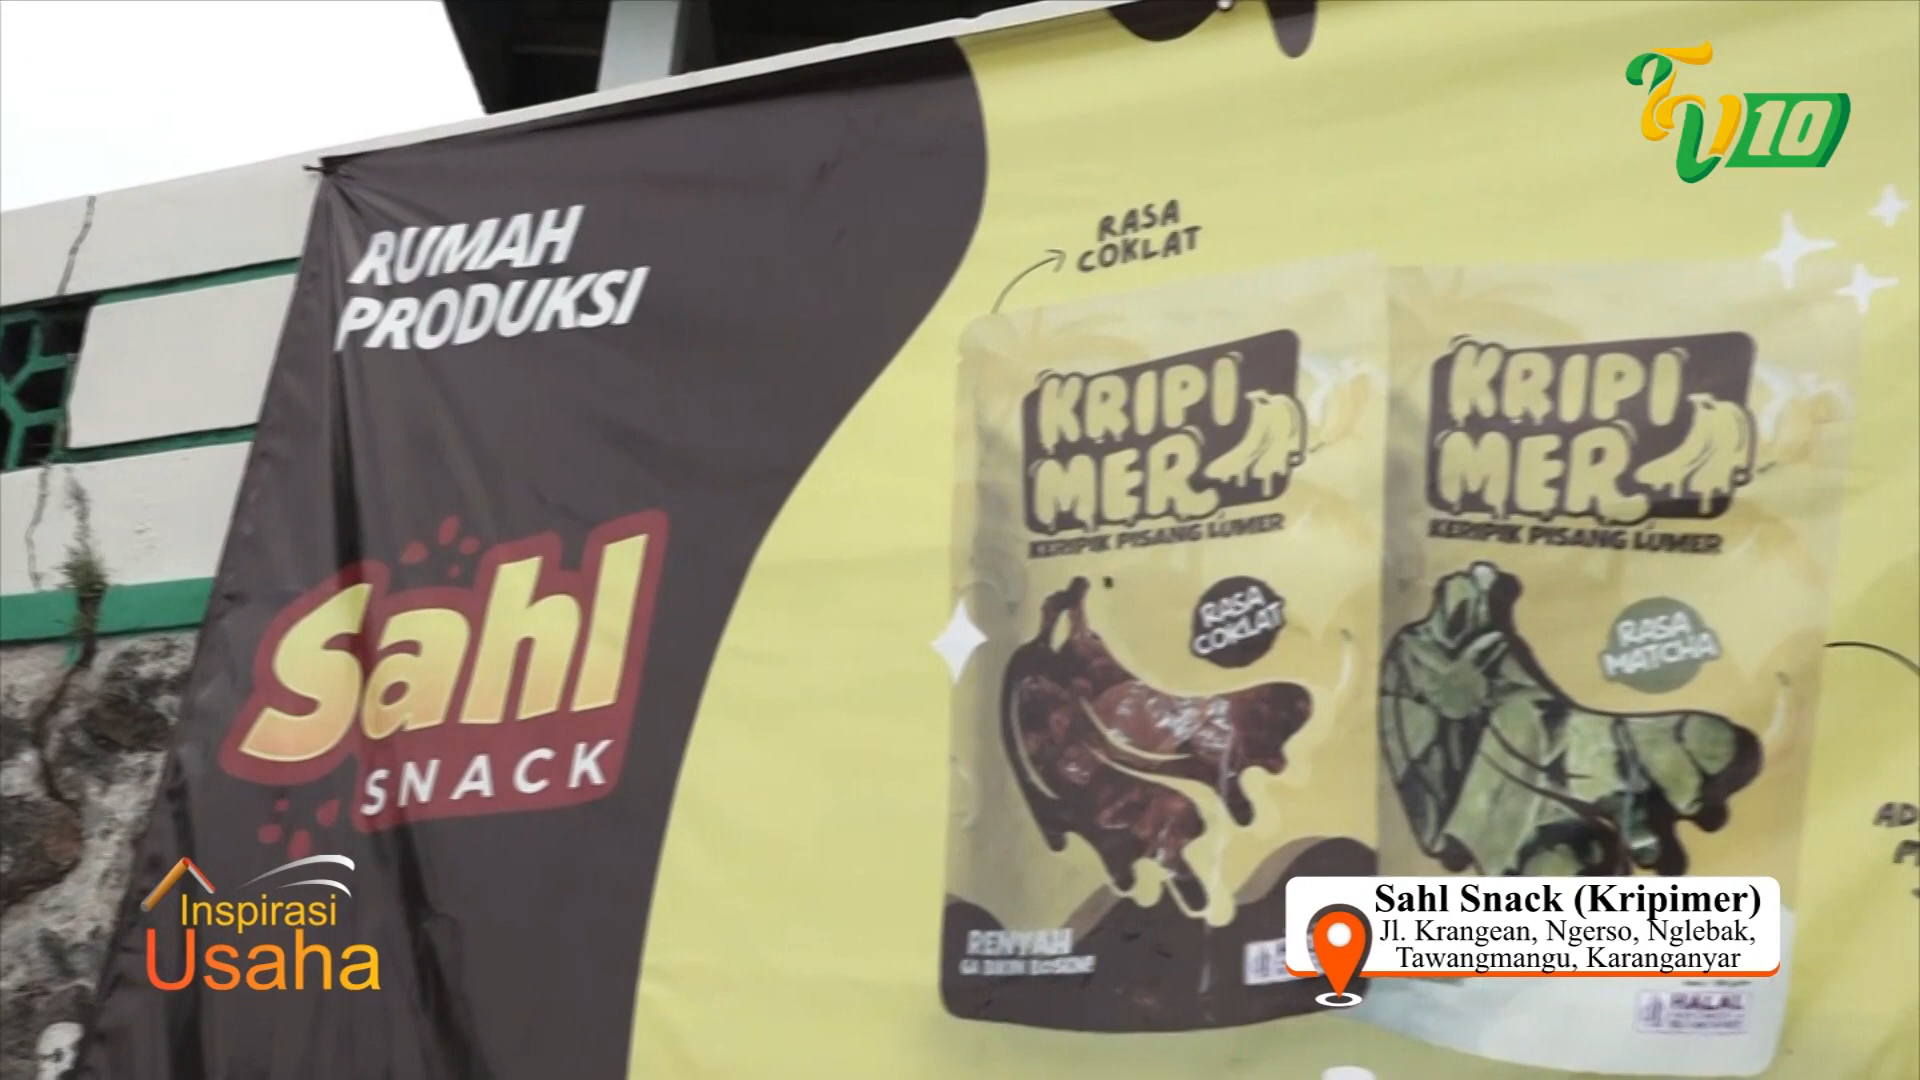 TV10
RUMAH
PRODUKSI
Sahl
SNACK
RASA
COKLAT
KRIPI
MER
KERIPIK PISANG LUMER
RASA
COKLAT
RENYAH
KRIPI
MER
KERIPIK PISANG LUMER
RASA
MATCHA
HALAL
AD
Inspirasi
Usaha
Sahl Snack (Kripimer)
Jl. Krangean, Ngerso, Nglebak,
Tawangmangu, Karanganyar